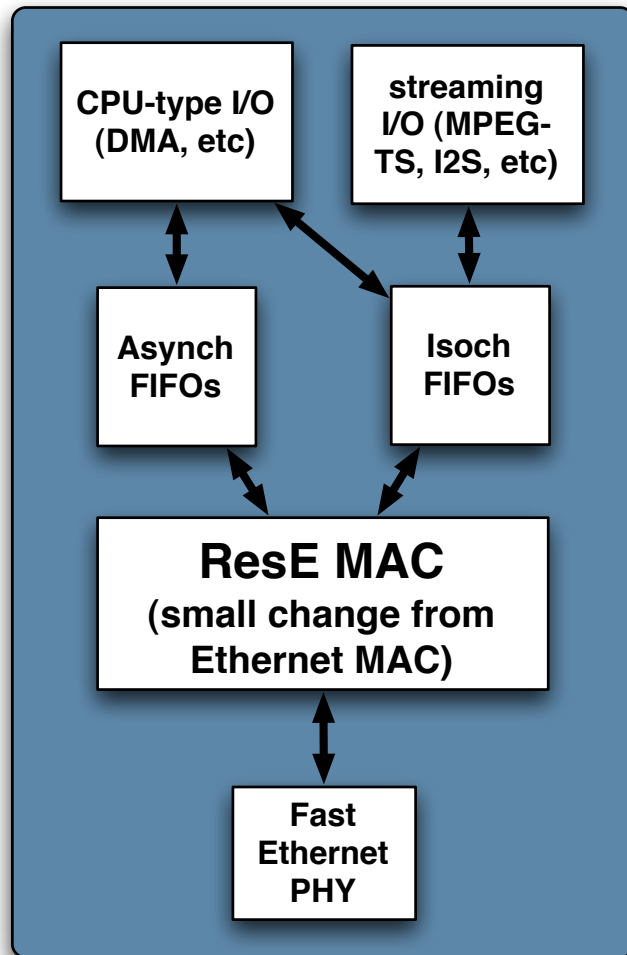 CPU-type I/O
(DMA, etc)
streaming
I/O (MPEG-
TS, I2S, etc)
Asynch
FIFOs
Isoch
FIFOs
ResE MAC
(small change from
Ethernet MAC)
Fast
Ethernet
PHY